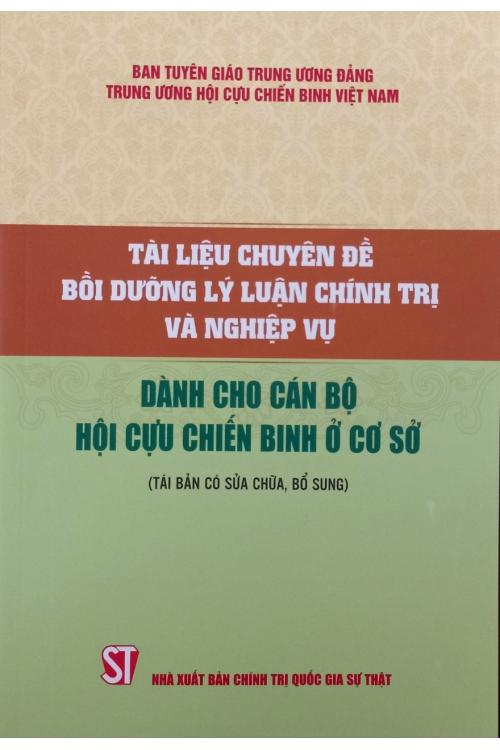 BAN TUYÊN GIÁO TRUNG ƯƠNG ĐẢNG
TRUNG ƯƠNG HỘI CỰU CHIẾN BINH VIỆT NAM
TÀI LIỆU CHUYÊN ĐỀ
BỒI DƯỠNG LÝ LUẬN CHÍNH TRỊ
VÀ NGHIỆP VỤ
DÀNH CHO CÁN BỘ
HỘI CỰU CHIẾN BINH Ở CƠ SỞ
(TÁI BẢN CÓ SỬA CHỮA, BỔ SUNG)
ST
NHÀ XUẤT BẢN CHÍNH TRỊ QUỐC GIA SỰ THẬT